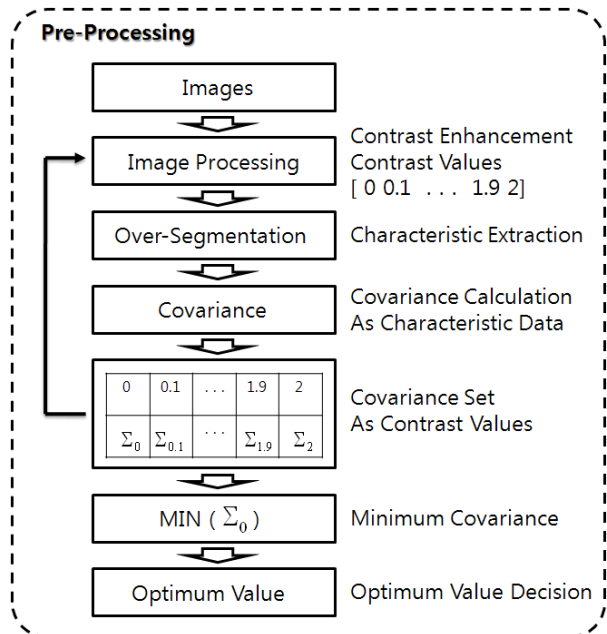 Pre-Processing
Images
Image Processing
Contrast Enhancement
Contrast Values
[ 0 0.1 . . . 1.9 2]
Over-Segmentation
Characteristic Extraction
Covariance
Covariance Calculation
As Characteristic Data
0 0.1 . . . 1.9 2
Σ0 Σ0.1 . . . Σ1.9 Σ2
Covariance Set
As Contrast Values
MIN ( Σ0 )
Minimum Covariance
Optimum Value
Optimum Value Decision